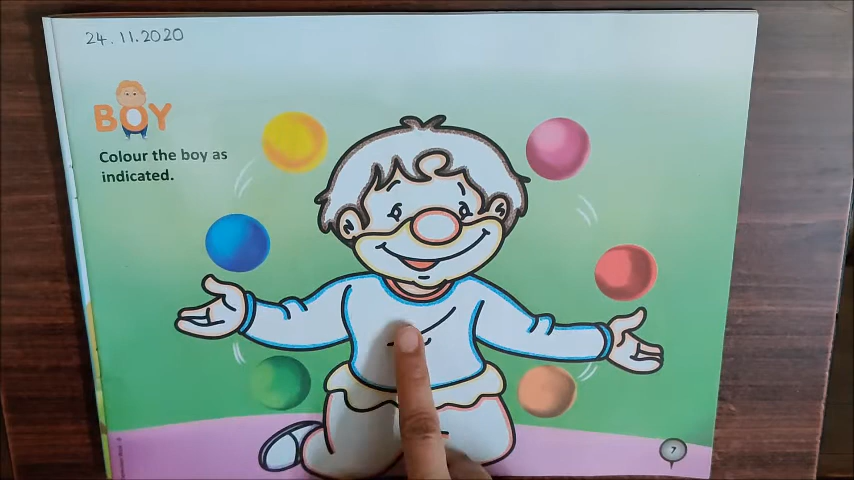 24.11.2020
BOY
Colour the boy as
indicated.
7